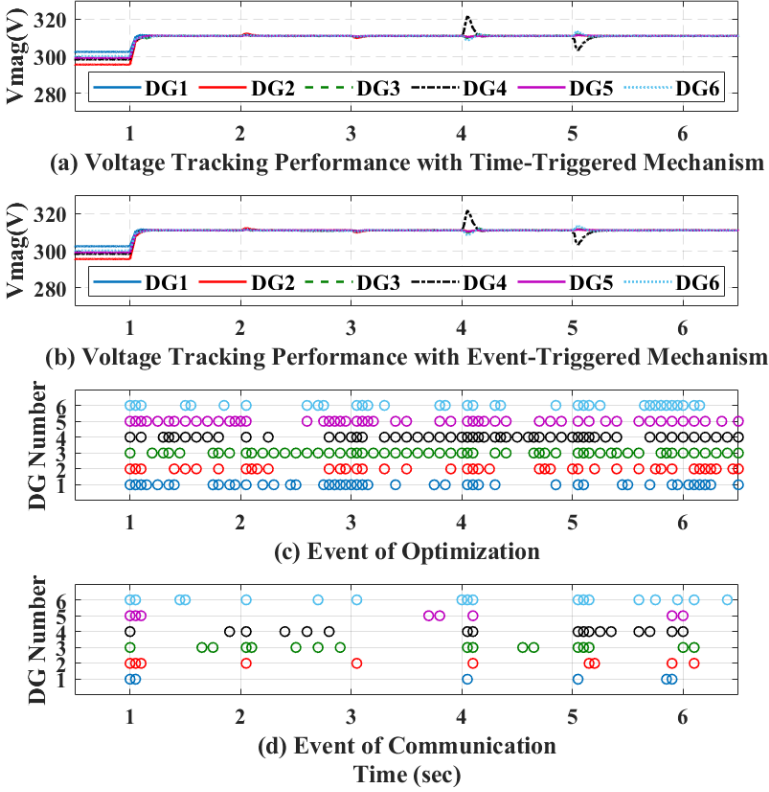 Vmag(V)
320
300
280
DG1 DG2 DG3 DG4 DG5 DG6
1 2 3 4 5 6
(a) Voltage Tracking Performance with Time-Triggered Mechanism
Vmag(V)
320
300
280
DG1 DG2 DG3 DG4 DG5 DG6
1 2 3 4 5 6
(b) Voltage Tracking Performance with Event-Triggered Mechanism
DG Number
6
5
4
3
2
1
1 2 3 4 5 6
(c) Event of Optimization
DG Number
6
5
4
3
2
1
1 2 3 4 5 6
(d) Event of Communication
Time (sec)